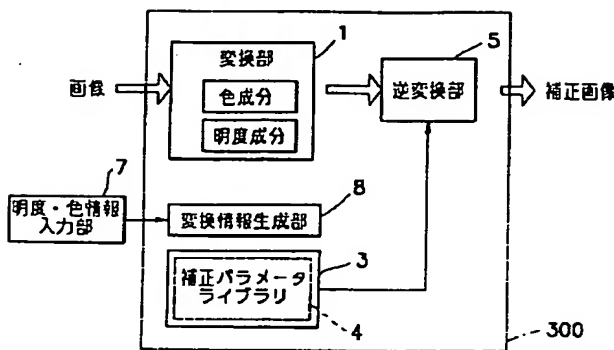 1
変換部
5
画像
色成分
逆変換部
補正画像
明度成分
7
8
明度・色情報
入力部
変換情報生成部
3
補正パラメータ
ライブラリ
4
300